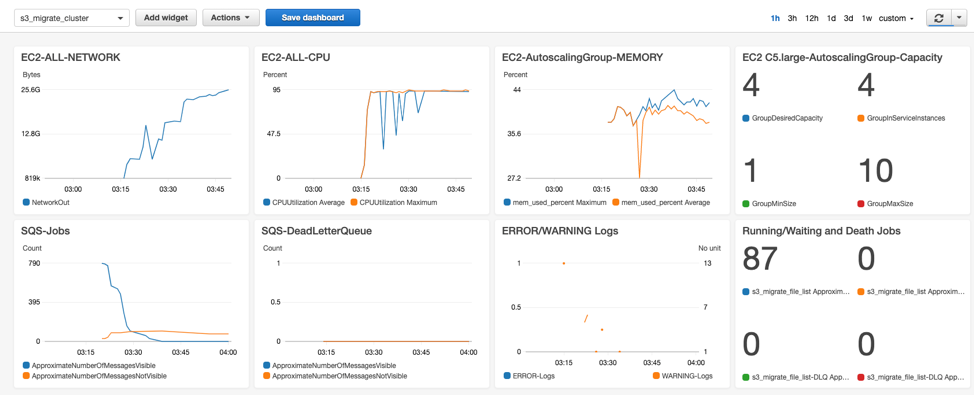 s3_migrate_cluster Add widget Actions Save dashboard 1h 3h 12h 1d 3d 1w custom
EC2-ALL-NETWORK
Bytes
25.6G
12.8G
819k
03:00 03:15 03:30 03:45
NetworkOut
EC2-ALL-CPU
Percent
95
47.5
0
03:00 03:15 03:30 03:45
CPUUtilization Average CPUUtilization Maximum
EC2-AutoscalingGroup-MEMORY
Percent
44
35.6
27.2
03:00 03:15 03:30 03:45
mem_used_percent Maximum mem_used_percent Average
EC2 C5.large-AutoscalingGroup-Capacity
4 4
GroupDesiredCapacity GroupInServiceInstances
1 10
GroupMinSize GroupMaxSize
SQS-Jobs
Count
790
395
0
03:15 03:30 03:45 04:00
ApproximateNumberOfMessagesVisible
ApproximateNumberOfMessagesNotVisible
SQS-DeadLetterQueue
Count
1
0.5
0
03:15 03:30 03:45 04:00
ApproximateNumberOfMessagesVisible
ApproximateNumberOfMessagesNotVisible
ERROR/WARNING Logs
No unit
1 13
0.5 7
0 1
03:15 03:30 03:45 04:00
ERROR-Logs WARNING-Logs
Running/Waiting and Death Jobs
87 0
s3_migrate_file_list Approxim... s3_migrate_file_list Approxim...
0 0
s3_migrate_file_list-DLQ App... s3_migrate_file_list-DLQ App...